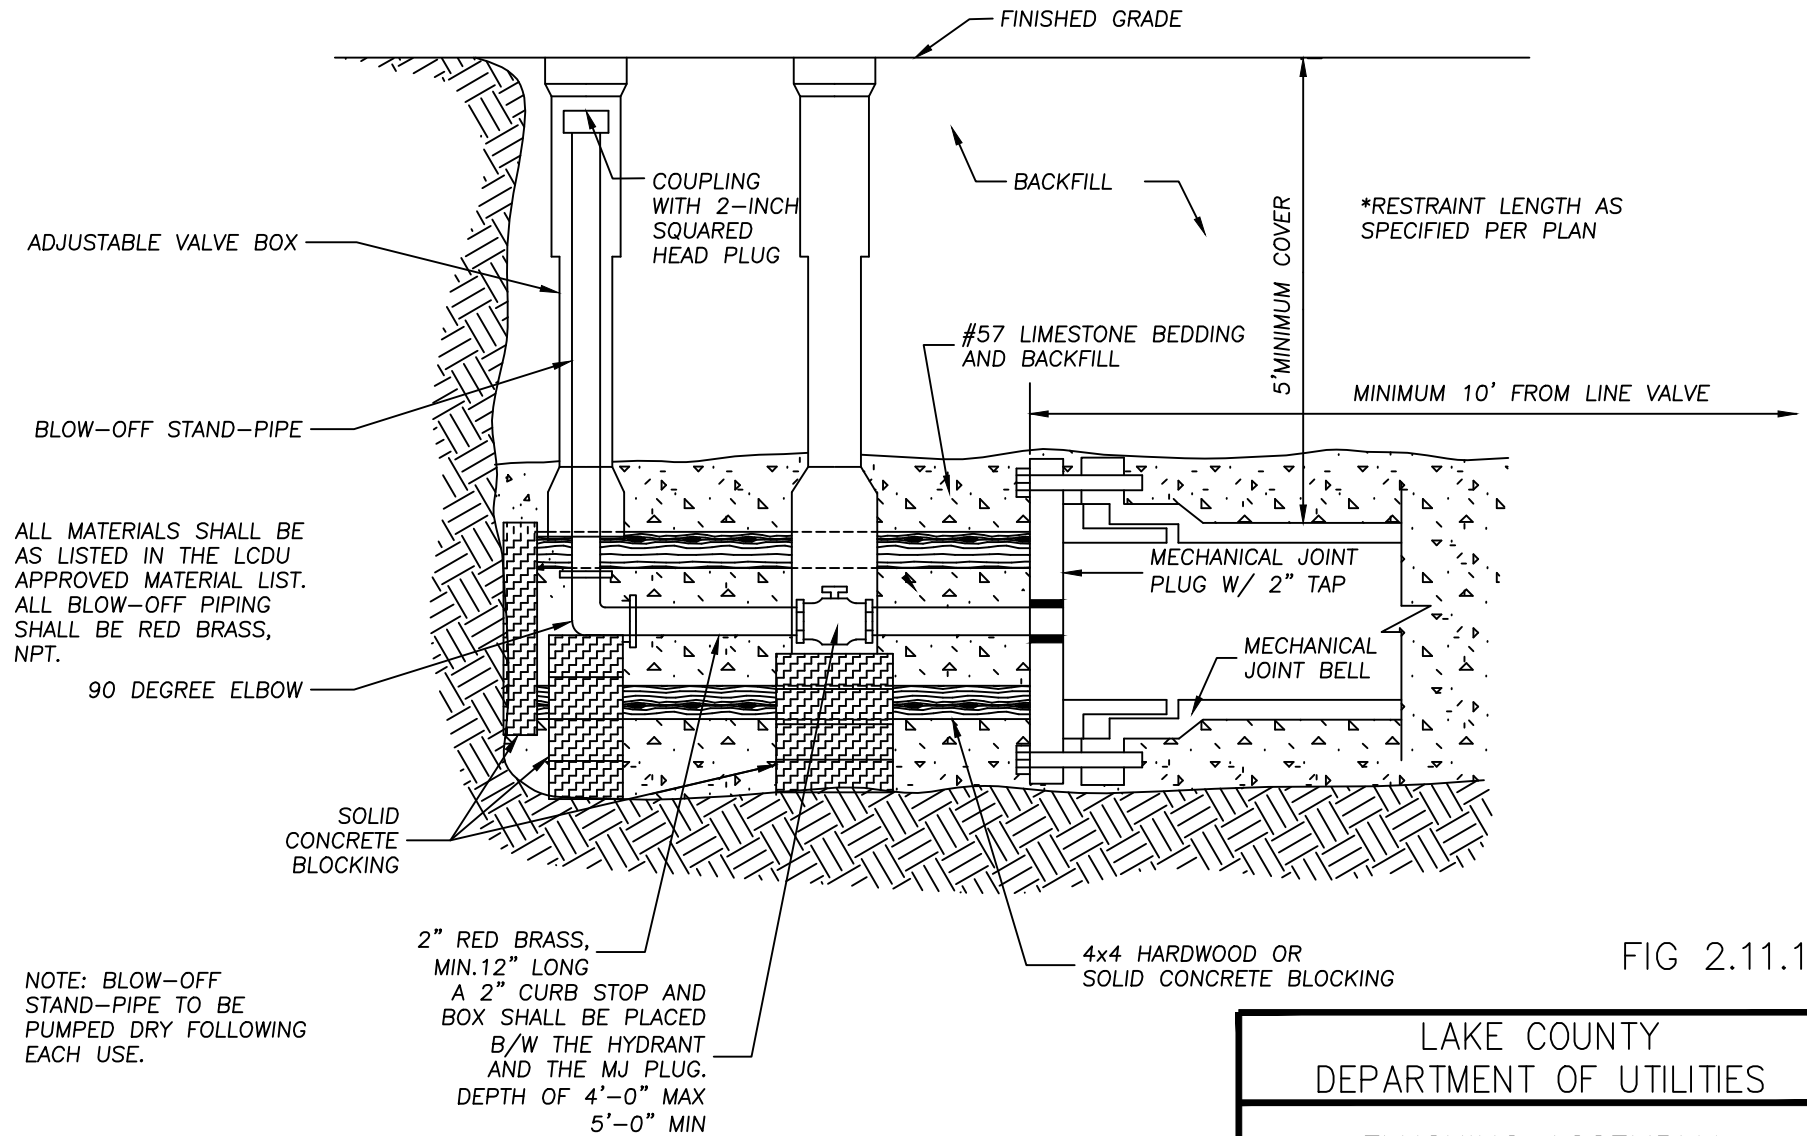 FINISHED GRADE
COUPLING
WITH 2-INCH
SQUARED
HEAD PLUG
BACKFILL
*RESTRAINT LENGTH AS
SPECIFIED PER PLAN
ADJUSTABLE VALVE BOX
5'MINIMUM COVER
#57 LIMESTONE BEDDING
AND BACKFILL
MINIMUM 10' FROM LINE VALVE
BLOW-OFF STAND-PIPE
ALL MATERIALS SHALL BE
AS LISTED IN THE LCDU
APPROVED MATERIAL LIST.
ALL BLOW-OFF PIPING
SHALL BE RED BRASS,
NPT.
MECHANICAL JOINT
PLUG W/ 2" TAP
MECHANICAL
JOINT BELL
90 DEGREE ELBOW
SOLID
CONCRETE
BLOCKING
2" RED BRASS,
MIN.12" LONG
A 2" CURB STOP AND
BOX SHALL BE PLACED
B/W THE HYDRANT
AND THE MJ PLUG.
DEPTH OF 4'-0" MAX
5'-0" MIN
4x4 HARDWOOD OR
SOLID CONCRETE BLOCKING
NOTE: BLOW-OFF
STAND-PIPE TO BE
PUMPED DRY FOLLOWING
EACH USE.
FIG 2.11.1
LAKE COUNTY
DEPARTMENT OF UTILITIES